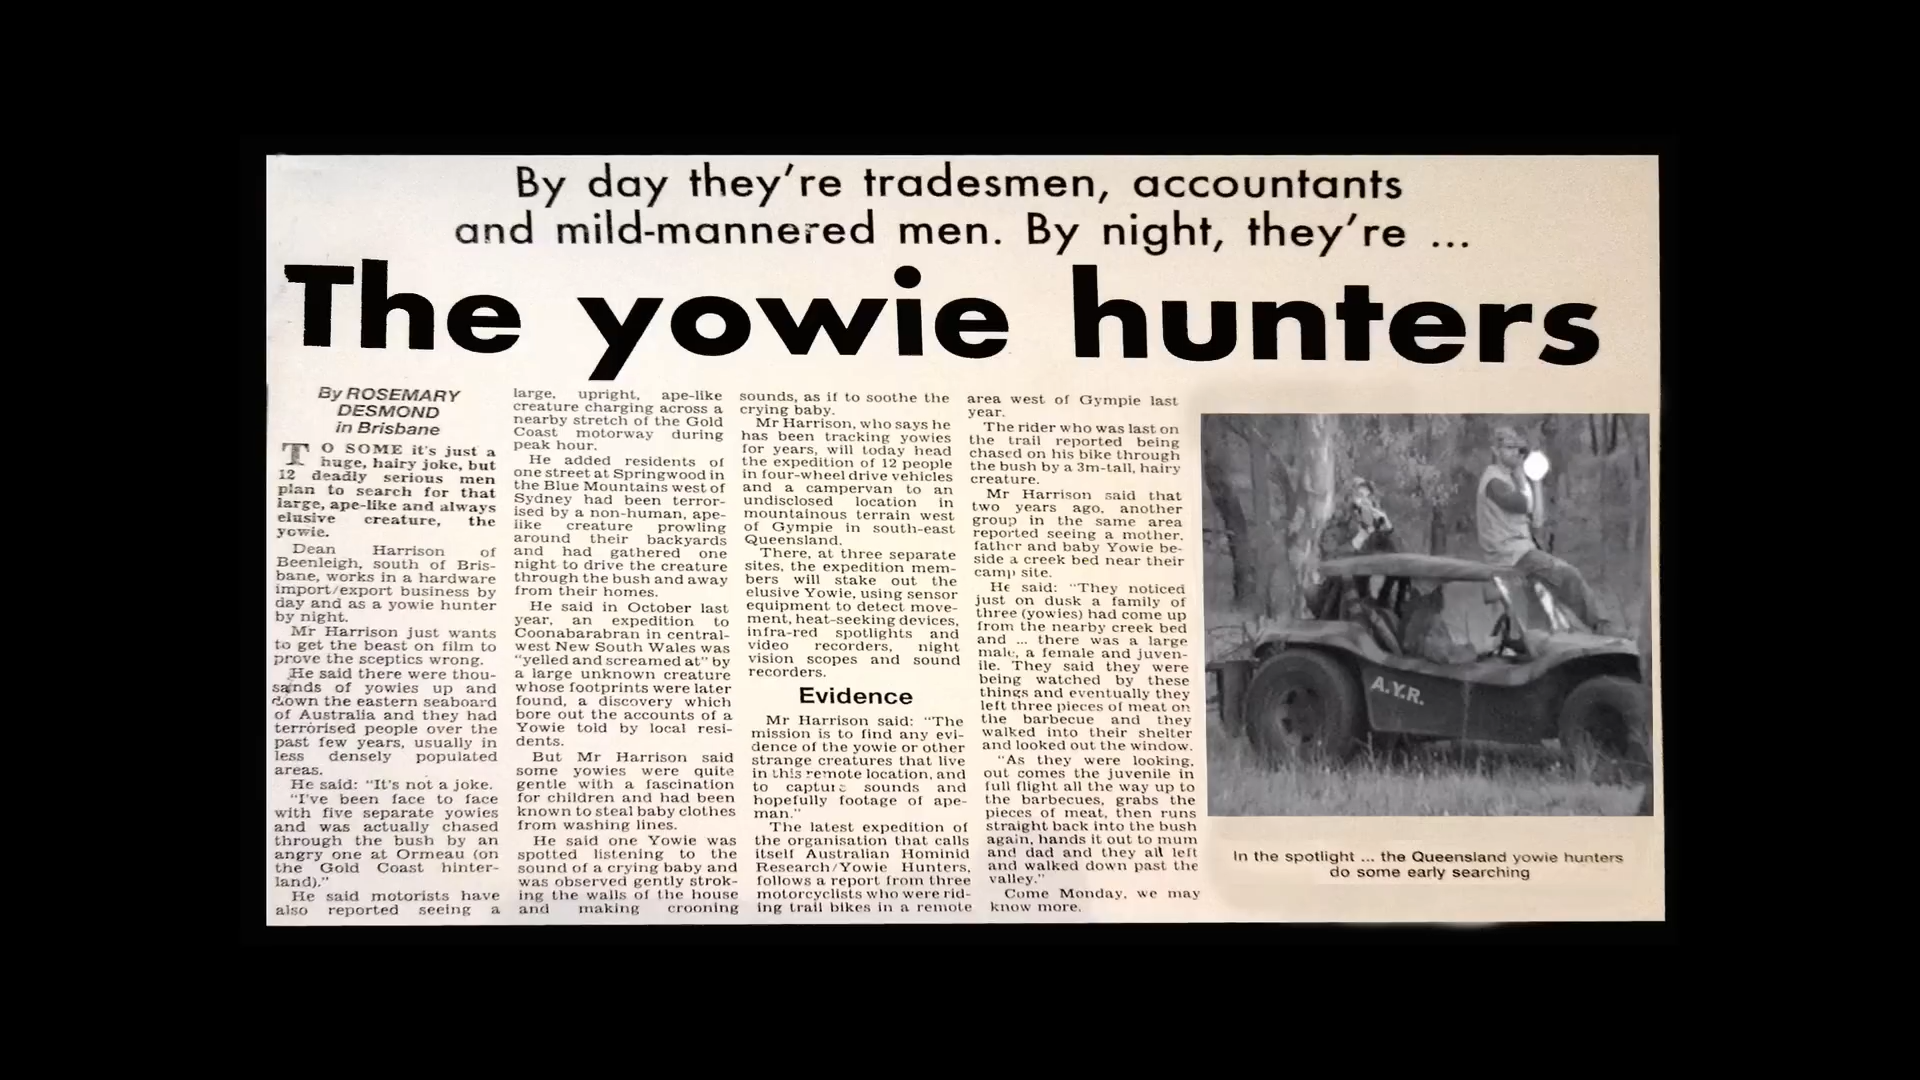 By day they're tradesmen, accountants
and mild-mannered men. By night, they're ...
The yowie hunters
By ROSEMARY
DESMOND
in Brisbane
TO SOME it's just a
huge, hairy joke, but
12 deadly serious men
plan to search for that
large, ape-like and always
elusive creature, the
yowie.
Dean Harrison of
Beenleigh, south of Bris-
bane, works in a hardware
import/export business by
day and as a yowie hunter
by night.
Mr Harrison just wants
to get the beast on film to
prove the sceptics wrong.
He said there were thou-
sands of yowies up and
down the eastern seaboard
of Australia and they had
terrorised people over the
past few years, usually in
less densely populated
areas.
He said: "It's not a joke.
"I've been face to face
with five separate yowies
and was actually chased
through the bush by an
angry one at Ormeau (on
the Gold Coast hinter-
land)."
He said motorists have
also reported seeing a
large, upright, ape-like
creature charging across a
nearby stretch of the Gold
Coast motorway during
peak hour.
He added residents of
one street at Springwood in
the Blue Mountains west of
Sydney had been terror-
ised by a non-human, ape-
like creature prowling
around their backyards
and had gathered one
night to drive the creature
through the bush and away
from their homes.
He said in October last
year, an expedition to
Coonabarabran in central-
west New South Wales was
"yelled and screamed at" by
a large unknown creature
whose footprints were later
found, a discovery which
bore out the accounts of a
Yowie told by local resi-
dents.
But Mr Harrison said
some yowies were quite
gentle with a fascination
for children and had been
known to steal baby clothes
from washing lines.
He said one Yowie was
spotted listening to the
sound of a crying baby and
was observed gently strok-
ing the walls of the house
and making crooning
sounds, as if to soothe the
crying baby.
Mr Harrison, who says he
has been tracking yowies
for years, will today head
the expedition of 12 people
in four-wheel drive vehicles
and a campervan to an
undisclosed location in
mountainous terrain west
of Gympie in south-east
Queensland.
There, at three separate
sites, the expedition mem-
bers will stake out the
elusive Yowie, using sensor
equipment to detect move-
ment, heat-seeking devices,
infra-red spotlights and
video recorders, night
vision scopes and sound
recorders.
Evidence
Mr Harrison said: "The
mission is to find any evi-
dence of the yowie or other
strange creatures that live
in this remote location, and
to capture sounds and
hopefully footage of ape-
man."
The latest expedition of
the organisation that calls
itself Australian Hominid
Research/Yowie Hunters,
follows a report from three
motorcyclists who were rid-
ing trail bikes in a remote
area west of Gympie last
year.
The rider who was last on
the trail reported being
chased on his bike through
the bush by a 3m-tall, hairy
creature.
Mr Harrison said that
two years ago, another
group in the same area
reported seeing a mother,
father and baby Yowie be-
side a creek bed near their
camp site.
He said: "They noticed
just on dusk a family of
three (yowies) had come up
from the nearby creek bed
and ... there was a large
male, a female and juven-
ile. They said they were
being watched by these
things and eventually they
left three pieces of meat on
the barbecue and they
walked into their shelter
and looked out the window.
"As they were looking,
out comes the juvenile in
full flight all the way up to
the barbecues, grabs the
pieces of meat, then runs
straight back into the bush
again, hands it out to mum
and dad and they all left
and walked down past the
valley."
Come Monday, we may
know more.
A.Y.R.
In the spotlight ... the Queensland yowie hunters
do some early searching